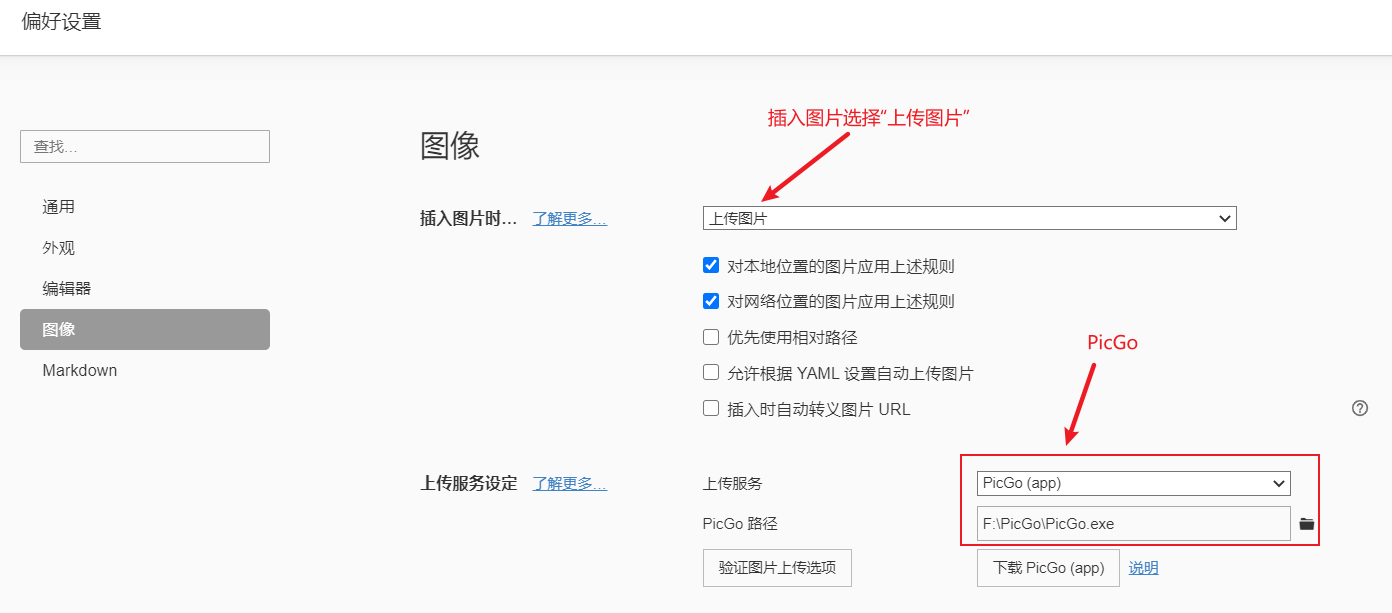 偏好设置
插入图片选择“上传图片”
查找...
图像
通用
插入图片时... 了解更多... 上传图片
外观
对本地位置的图片应用上述规则
编辑器
对网络位置的图片应用上述规则
图像
优先使用相对路径
PicGo
Markdown
允许根据 YAML 设置自动上传图片
插入时自动转义图片 URL
上传服务设定 了解更多... 上传服务 PicGo (app)
PicGo 路径 F:\PicGo\PicGo.exe
验证图片上传选项 下载 PicGo (app) 说明